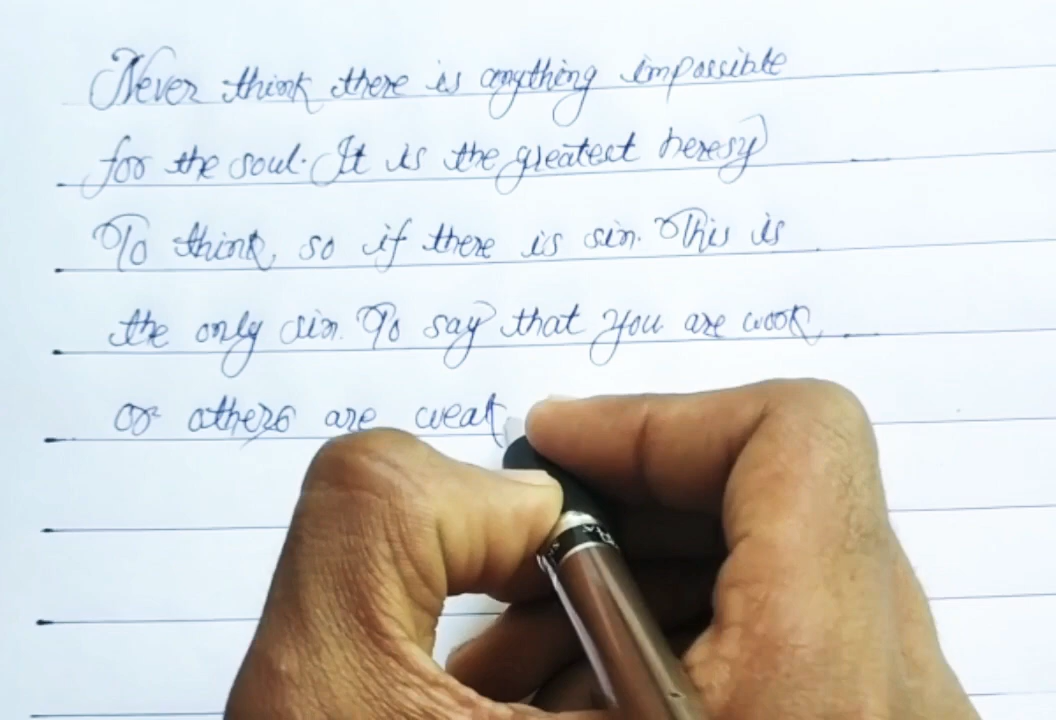 Never think there is anything impossible
for the soul. It is the greatest heresy
To think, so if there is sin. This is
the only sin. To say that you are
or others are weak